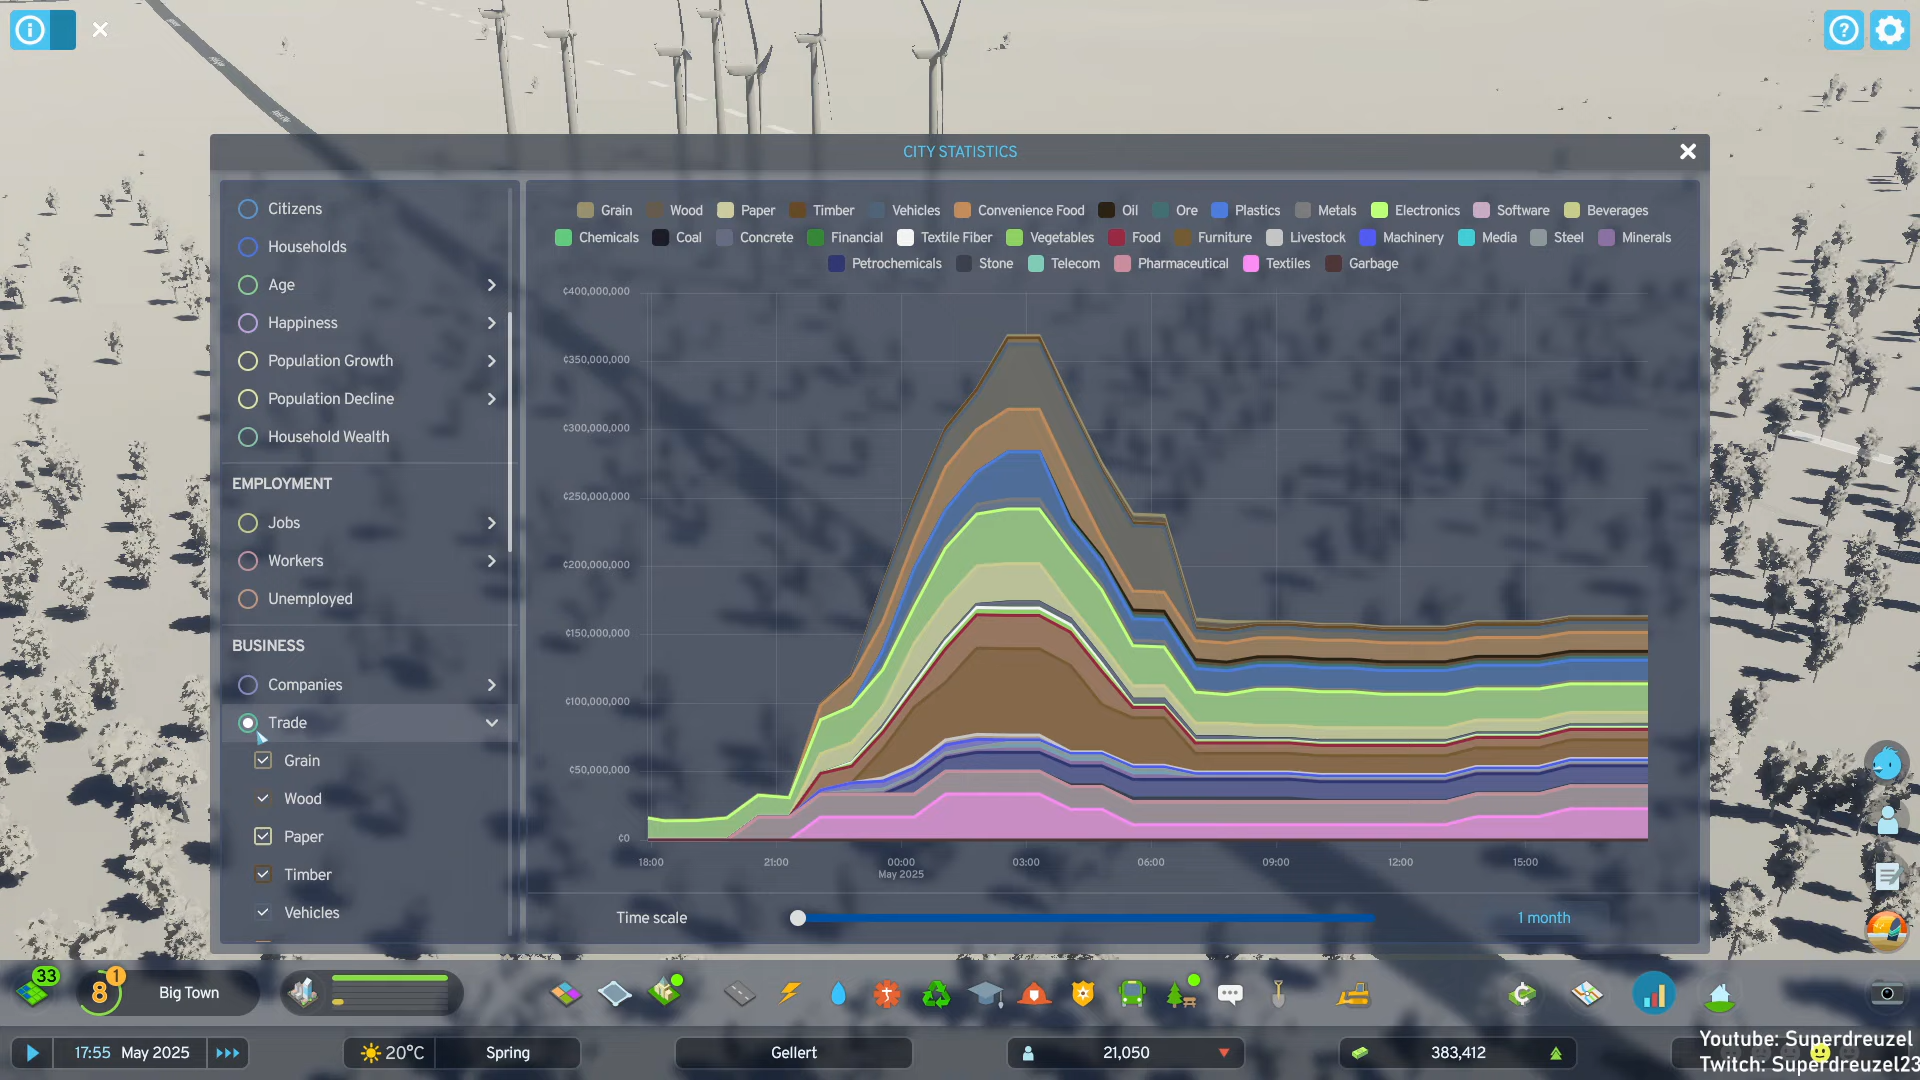 CITY STATISTICS
Citizens
Households
Age
Happiness
Population Growth
Population Decline
Household Wealth
EMPLOYMENT
Jobs
Workers
Unemployed
BUSINESS
Companies
Trade
Grain
Wood
Paper
Timber
Vehicles
Grain Wood Paper Timber Vehicles Convenience Food Oil Ore Plastics Metals Electronics Software Beverages
Chemicals Coal Concrete Financial Textile Fiber Vegetables Food Furniture Livestock Machinery Media Steel Minerals
Petrochemicals Stone Telecom Pharmaceutical Textiles Garbage
¢400,000,000
¢350,000,000
¢300,000,000
¢250,000,000
¢200,000,000
¢150,000,000
¢100,000,000
¢50,000,000
¢0
18:00 21:00 00:00 03:00 06:00 09:00 12:00 15:00
May 2025
Time scale 1 month
33
8 1 Big Town
17:55 May 2025 20°C Spring Gellert 21,050 383,412
Youtube: Superdreuzel
Twitch: Superdreuzel23